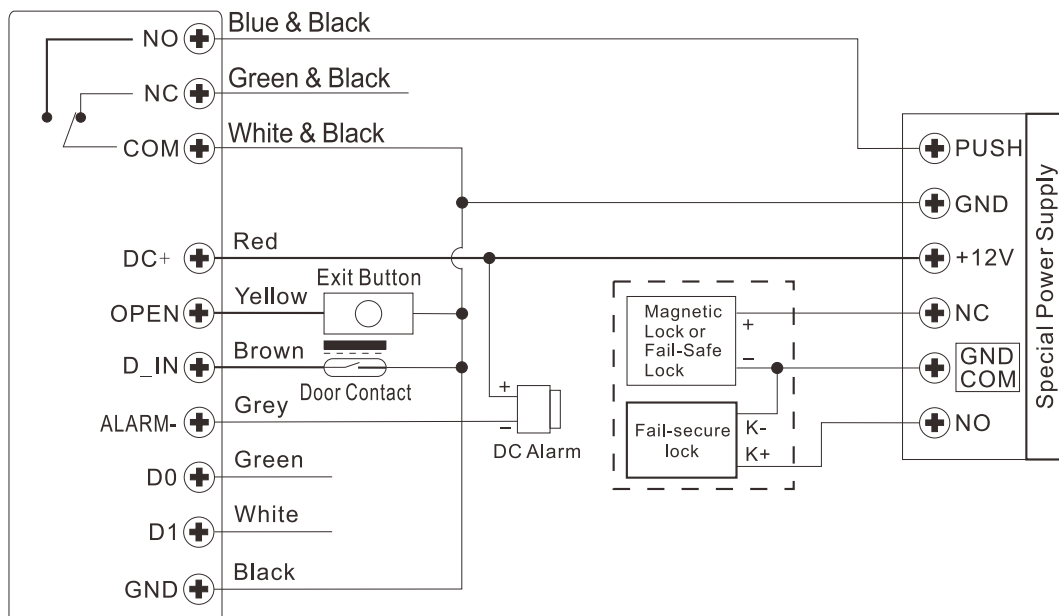 NO
Blue & Black
NC
Green & Black
COM
White & Black
DC+
Red
OPEN
Yellow
Exit Button
D_IN
Brown
Door Contact
ALARM-
Grey
+
–
DC Alarm
D0
Green
D1
White
GND
Black
Magnetic
Lock or
Fail-Safe
Lock
+
–
Fail-secure
lock
K-
K+
PUSH
GND
+12V
NC
GND
COM
NO
Special Power Supply